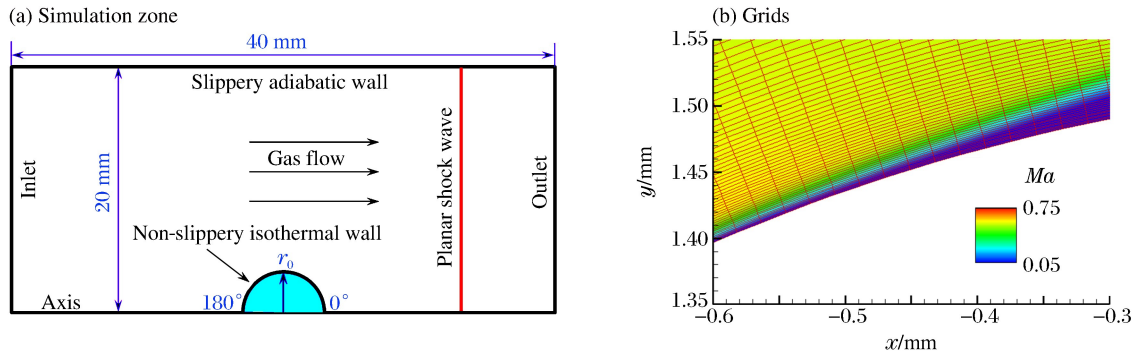 (a) Simulation zone
40 mm
Slippery adiabatic wall
Gas flow
Inlet
20 mm
Planar shock wave
Outlet
Non-slippery isothermal wall
r₀
180°
0°
Axis
(b) Grids
1.55
1.50
1.45
1.40
1.35
y/mm
Ma
0.75
0.05
−0.6
−0.5
−0.4
−0.3
x/mm